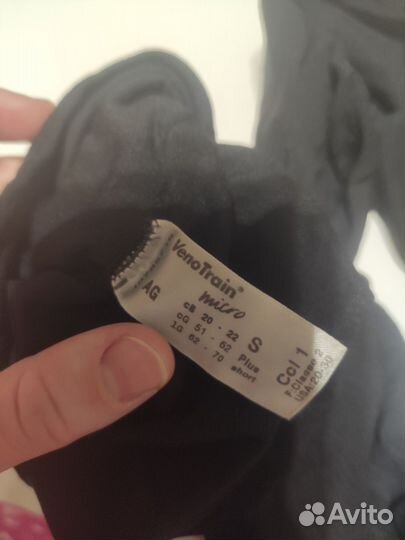 VenoTrain®
micro
AG
cB 20 - 22
cG 51 - 62 Plus
lG 62 - 70 short
S
Ccl 1
F.Classe 2
USA:20-30
Avito